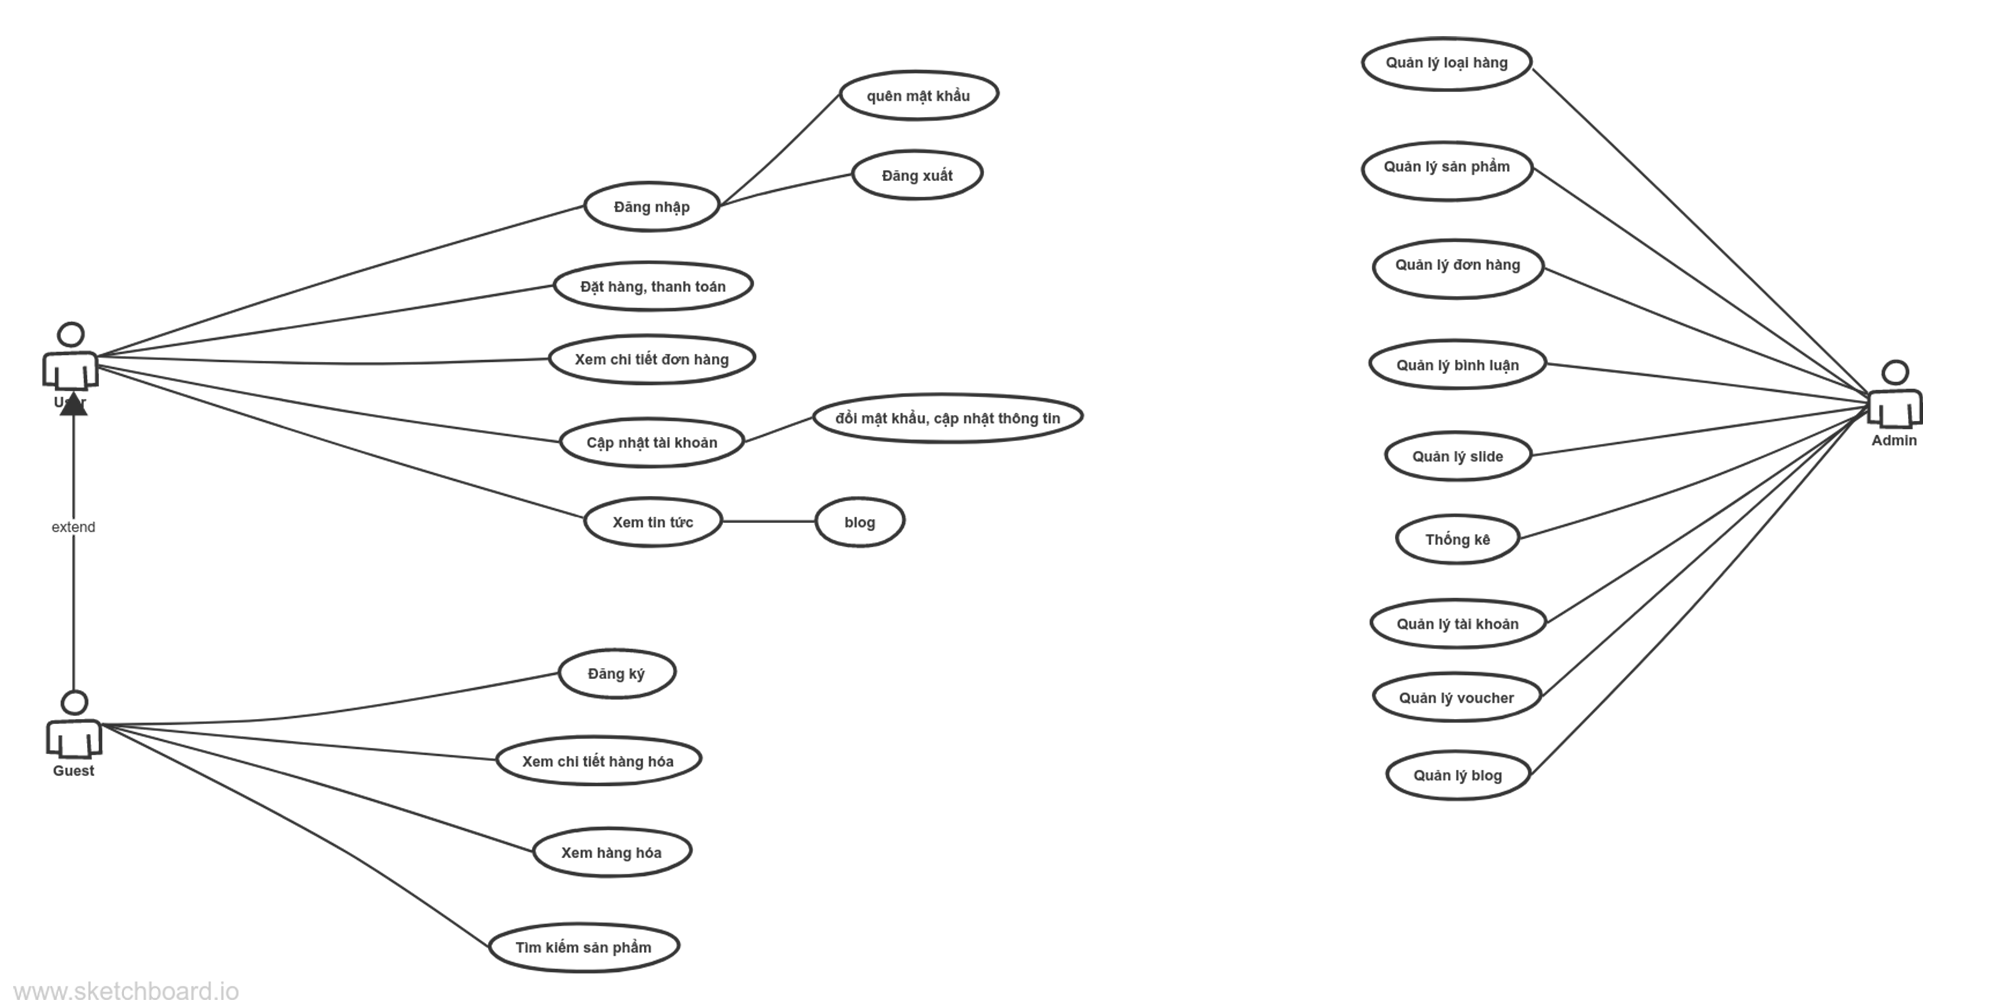 quên mật khẩu
Đăng xuất
Đăng nhập
Đặt hàng, thanh toán
Xem chi tiết đơn hàng
User
Cập nhật tài khoản
đổi mật khẩu, cập nhật thông tin
Xem tin tức
blog
extend
Đăng ký
Guest
Xem chi tiết hàng hóa
Xem hàng hóa
Tìm kiếm sản phẩm
Quản lý loại hàng
Quản lý sản phẩm
Quản lý đơn hàng
Quản lý bình luận
Admin
Quản lý slide
Thống kê
Quản lý tài khoản
Quản lý voucher
Quản lý blog
www.sketchboard.io